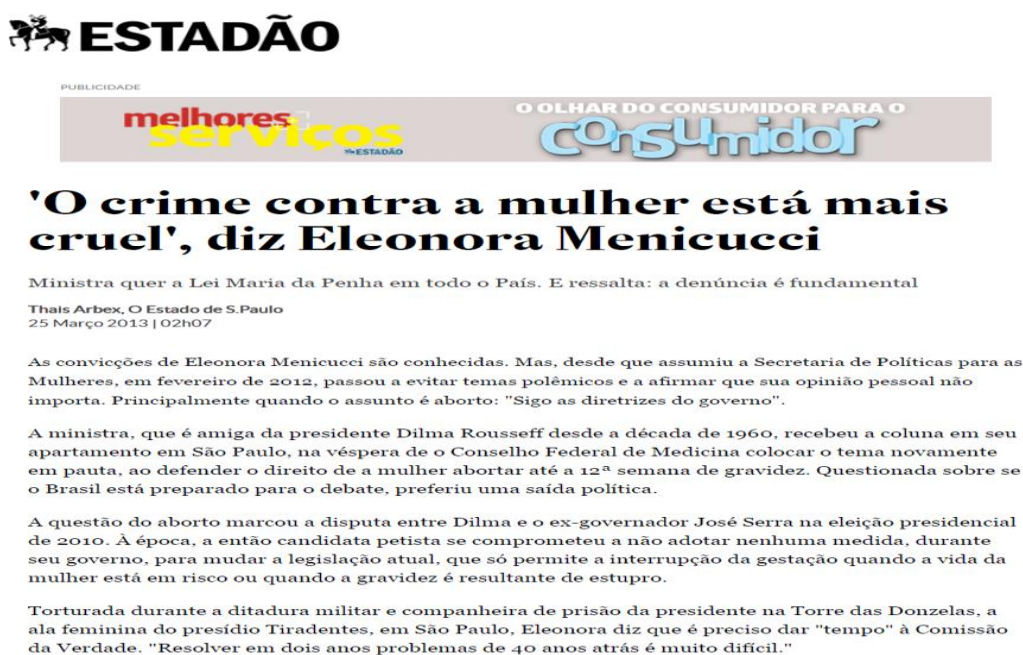 ESTADÃO
PUBLICIDADE
melhores
serviços
ESTADÃO
O OLHAR DO CONSUMIDOR PARA O
consumidor
'O crime contra a mulher está mais
cruel', diz Eleonora Menicucci
Ministra quer a Lei Maria da Penha em todo o País. E ressalta: a denúncia é fundamental
Thais Arbex, O Estado de S.Paulo
25 Março 2013 | 02h07
As convicções de Eleonora Menicucci são conhecidas. Mas, desde que assumiu a Secretaria de Políticas para as
Mulheres, em fevereiro de 2012, passou a evitar temas polêmicos e a afirmar que sua opinião pessoal não
importa. Principalmente quando o assunto é aborto: "Sigo as diretrizes do governo".
A ministra, que é amiga da presidente Dilma Rousseff desde a década de 1960, recebeu a coluna em seu
apartamento em São Paulo, na véspera de o Conselho Federal de Medicina colocar o tema novamente
em pauta, ao defender o direito de a mulher abortar até a 12ª semana de gravidez. Questionada sobre se
o Brasil está preparado para o debate, preferiu uma saída política.
A questão do aborto marcou a disputa entre Dilma e o ex-governador José Serra na eleição presidencial
de 2010. À época, a então candidata petista se comprometeu a não adotar nenhuma medida, durante
seu governo, para mudar a legislação atual, que só permite a interrupção da gestação quando a vida da
mulher está em risco ou quando a gravidez é resultante de estupro.
Torturada durante a ditadura militar e companheira de prisão da presidente na Torre das Donzelas, a
ala feminina do presídio Tiradentes, em São Paulo, Eleonora diz que é preciso dar "tempo" à Comissão
da Verdade. "Resolver em dois anos problemas de 40 anos atrás é muito difícil."